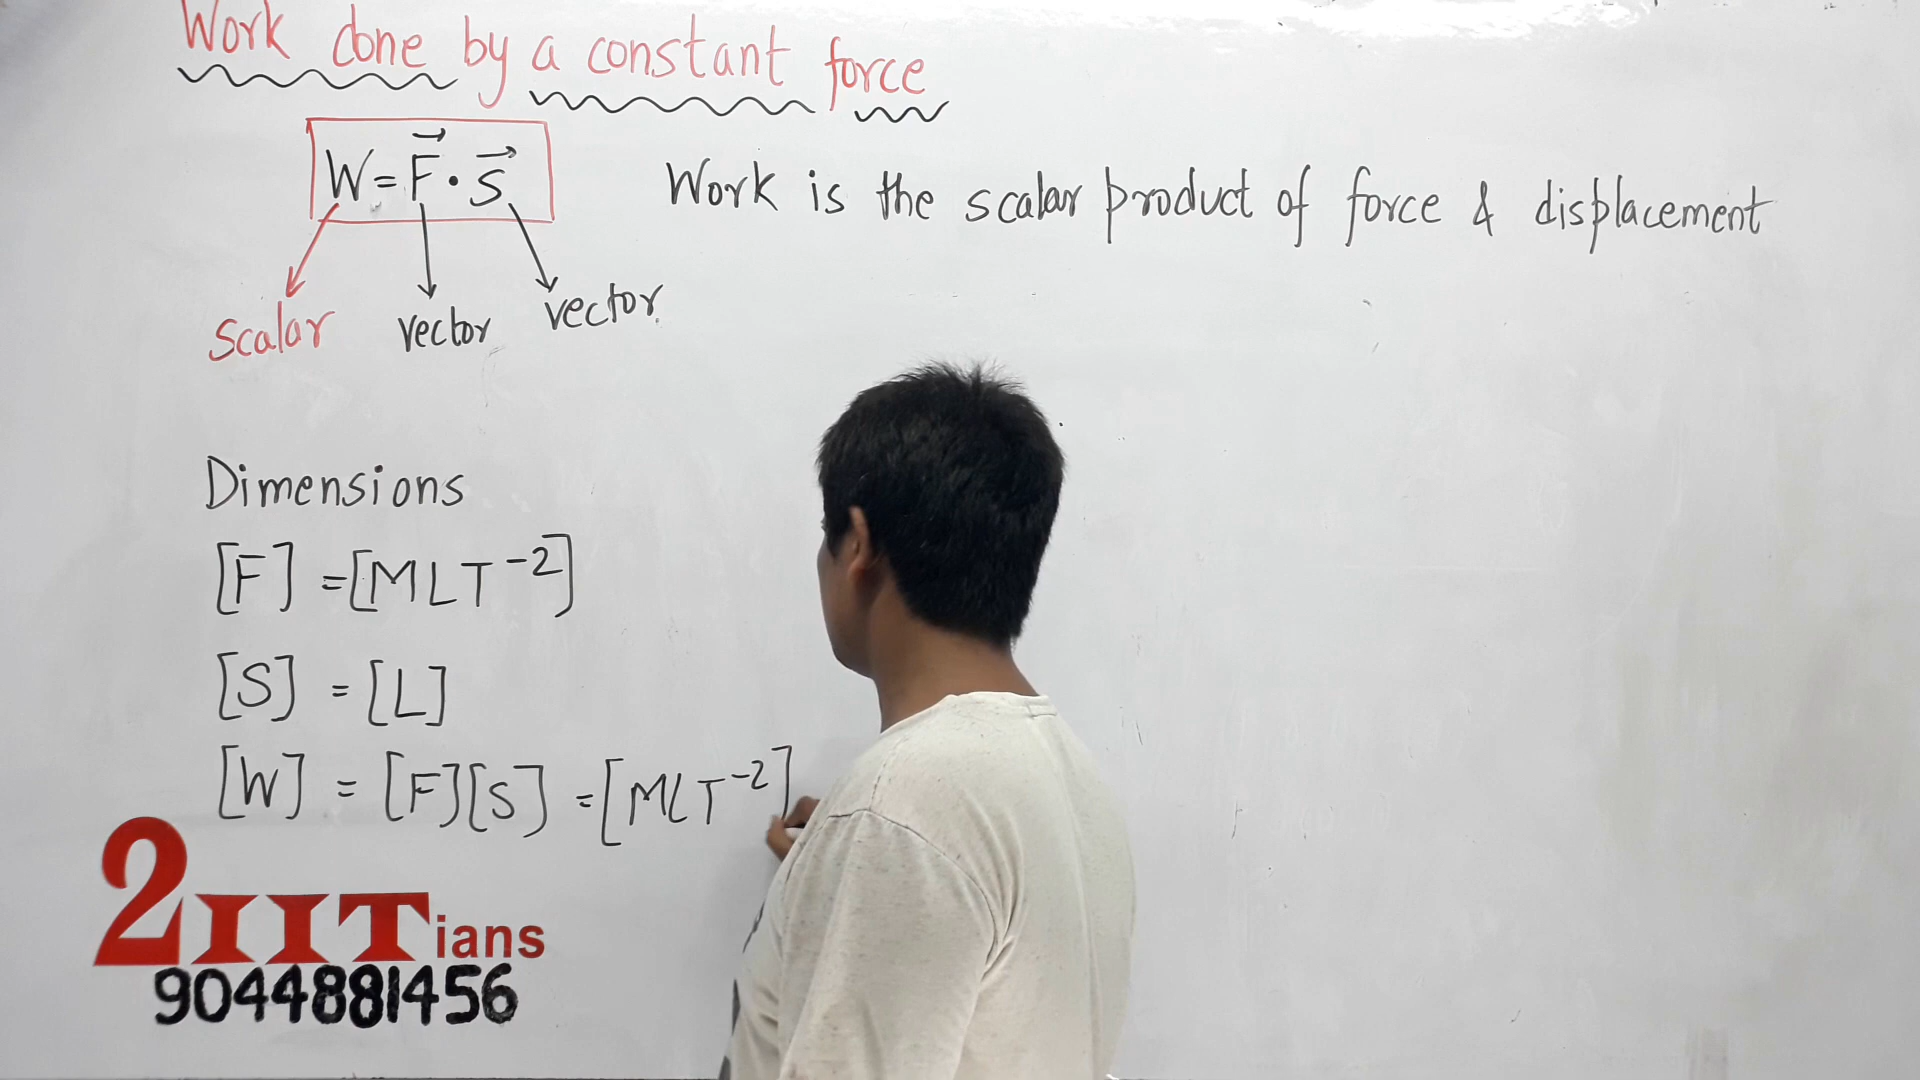 Work done by a constant force
W = F⃗ · S⃗
Work is the scalar product of force & displacement
scalar vector vector
Dimensions
[F] = [MLT⁻²]
[S] = [L]
[W] = [F][S] = [MLT⁻²]
2IITians
9044881456